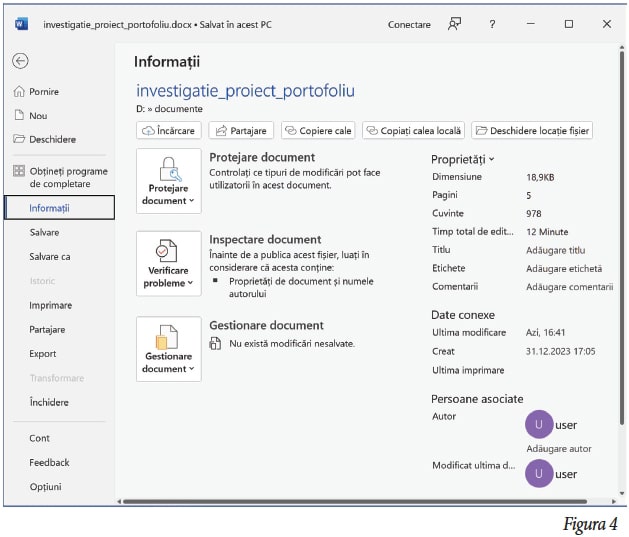 investigatie_proiect_portofoliu.docx • Salvat în acest PC
Conectare
?
Pornire
Nou
Deschidere
Obțineți programe
de completare
Informații
Salvare
Salvare ca
Istoric
Imprimare
Partajare
Export
Transformare
Închidere
Cont
Feedback
Opțiuni
Informații
investigatie_proiect_portofoliu
D: » documente
Încărcare
Partajare
Copiere cale
Copiați calea locală
Deschidere locație fișier
Protejare
document
Protejare document
Controlați ce tipuri de modificări pot face
utilizatorii în acest document.
Verificare
probleme
Inspectare document
Înainte de a publica acest fișier, luați în
considerare că acesta conține:
Proprietăți de document și numele
autorului
Gestionare
document
Gestionare document
Nu există modificări nesalvate.
Proprietăți
Dimensiune 18,9KB
Pagini 5
Cuvinte 978
Timp total de edit... 12 Minute
Titlu Adăugare titlu
Etichete Adăugare etichetă
Comentarii Adăugare comentarii
Date conexe
Ultima modificare Azi, 16:41
Creat 31.12.2023 17:05
Ultima imprimare
Persoane asociate
Autor
U user
Adăugare autor
Modificat ultima d...
U user
Figura 4